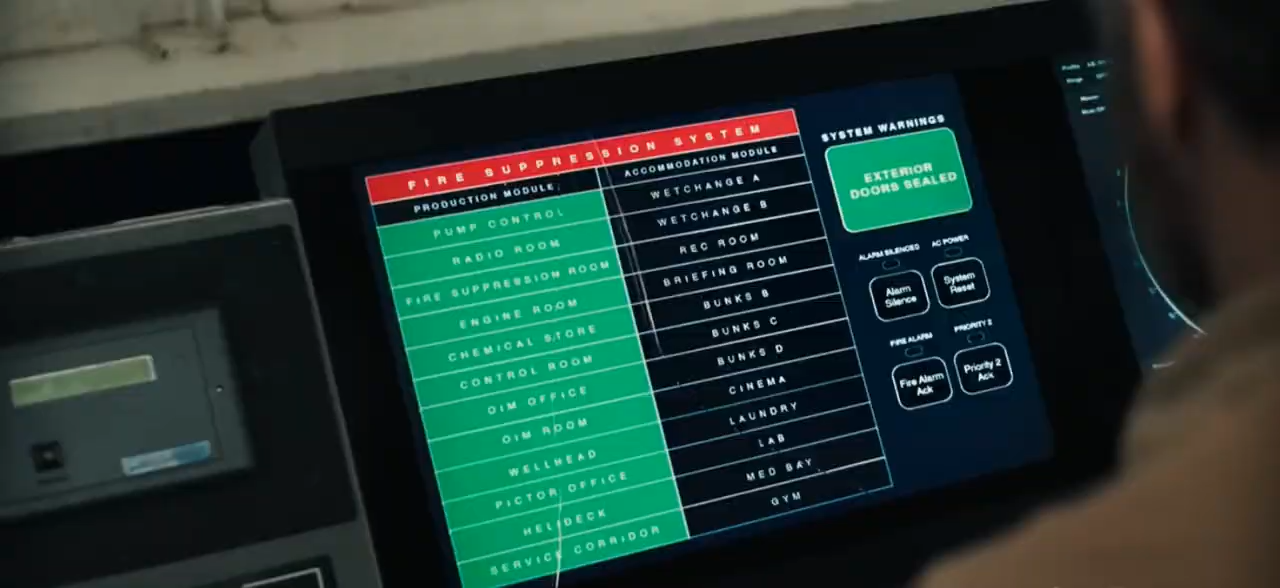 FIRE SUPPRESSION SYSTEM
PRODUCTION MODULE
PUMP CONTROL
RADIO ROOM
FIRE SUPPRESSION ROOM
ENGINE ROOM
CHEMICAL STORE
CONTROL ROOM
OIM OFFICE
OIM ROOM
WELLHEAD
PICTOR OFFICE
HELIDECK
SERVICE CORRIDOR
ACCOMMODATION MODULE
WETCHANGE A
WETCHANGE B
REC ROOM
BRIEFING ROOM
BUNKS B
BUNKS C
BUNKS D
CINEMA
LAUNDRY
LAB
MED BAY
GYM
SYSTEM WARNINGS
EXTERIOR
DOORS SEALED
ALARM SILENCED
AC POWER
Alarm
Silence
System
Reset
FIRE ALARM
PRIORITY 2
Fire Alarm
Ack
Priority 2
Ack